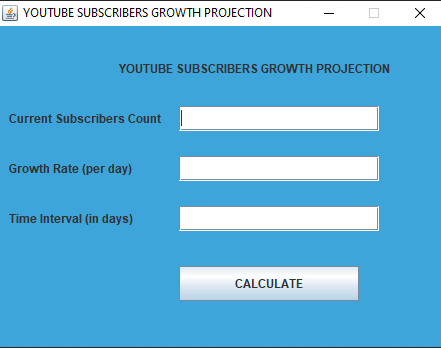 YOUTUBE SUBSCRIBERS GROWTH PROJECTION
YOUTUBE SUBSCRIBERS GROWTH PROJECTION
Current Subscribers Count
Growth Rate (per day)
Time Interval (in days)
CALCULATE